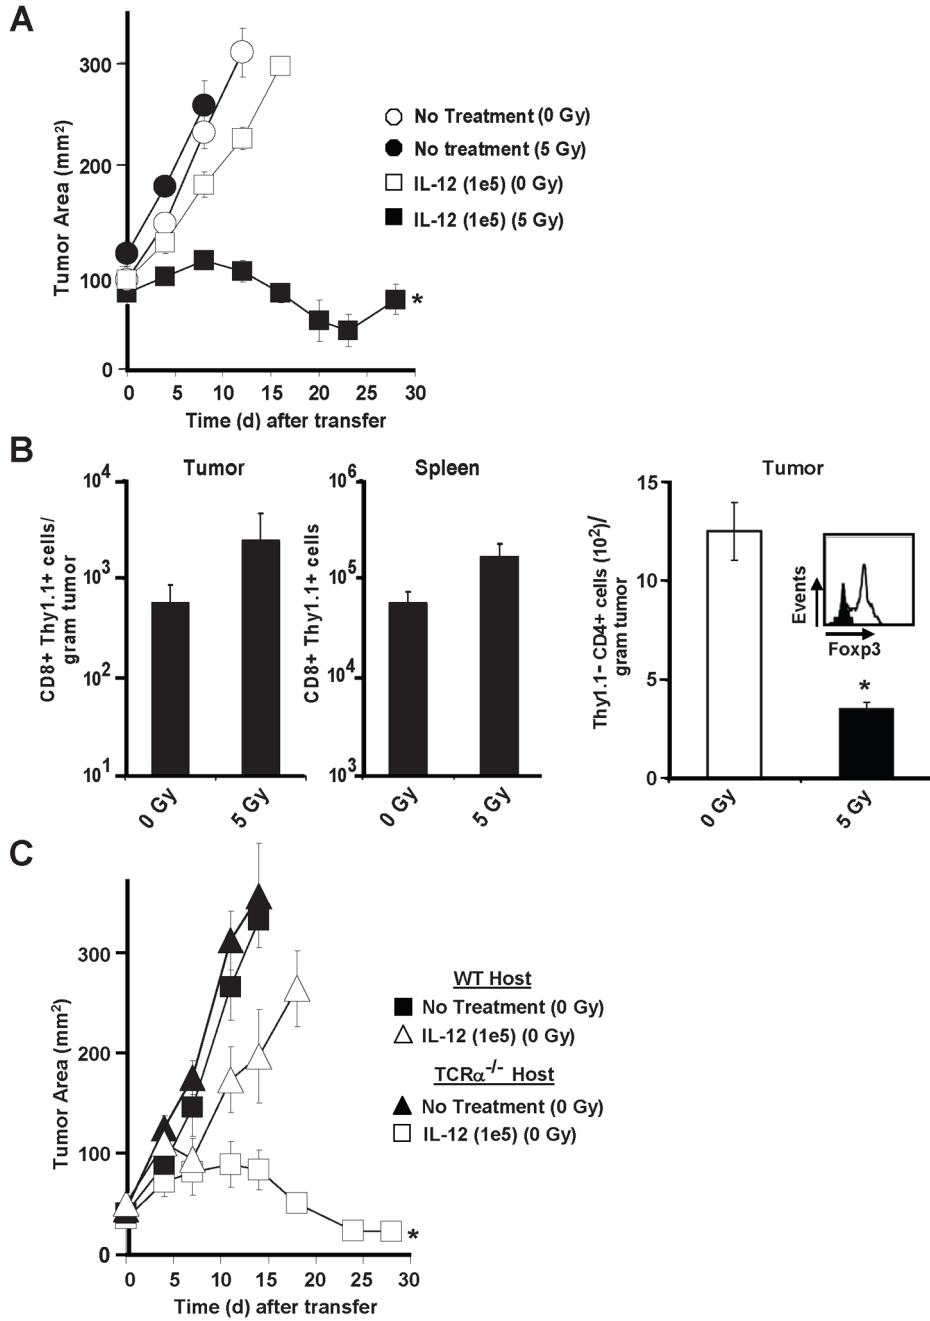 A
Tumor Area (mm²)
300
200
100
0
0 5 10 15 20 25 30
Time (d) after transfer
*
No Treatment (0 Gy)
No treatment (5 Gy)
IL-12 (1e5) (0 Gy)
IL-12 (1e5) (5 Gy)
B
Tumor
CD8+ Thy1.1+ cells/
gram tumor
10⁴
10³
10²
10¹
0 Gy
5 Gy
Spleen
CD8+ Thy1.1+ cells
10⁶
10⁵
10⁴
10³
0 Gy
5 Gy
Tumor
Thy1.1- CD4+ cells (10²)/
gram tumor
15
10
5
0
Events
Foxp3
*
0 Gy
5 Gy
C
Tumor Area (mm²)
300
200
100
0
0 5 10 15 20 25 30
Time (d) after transfer
*
WT Host
No Treatment (0 Gy)
IL-12 (1e5) (0 Gy)
TCRα⁻/⁻ Host
No Treatment (0 Gy)
IL-12 (1e5) (0 Gy)